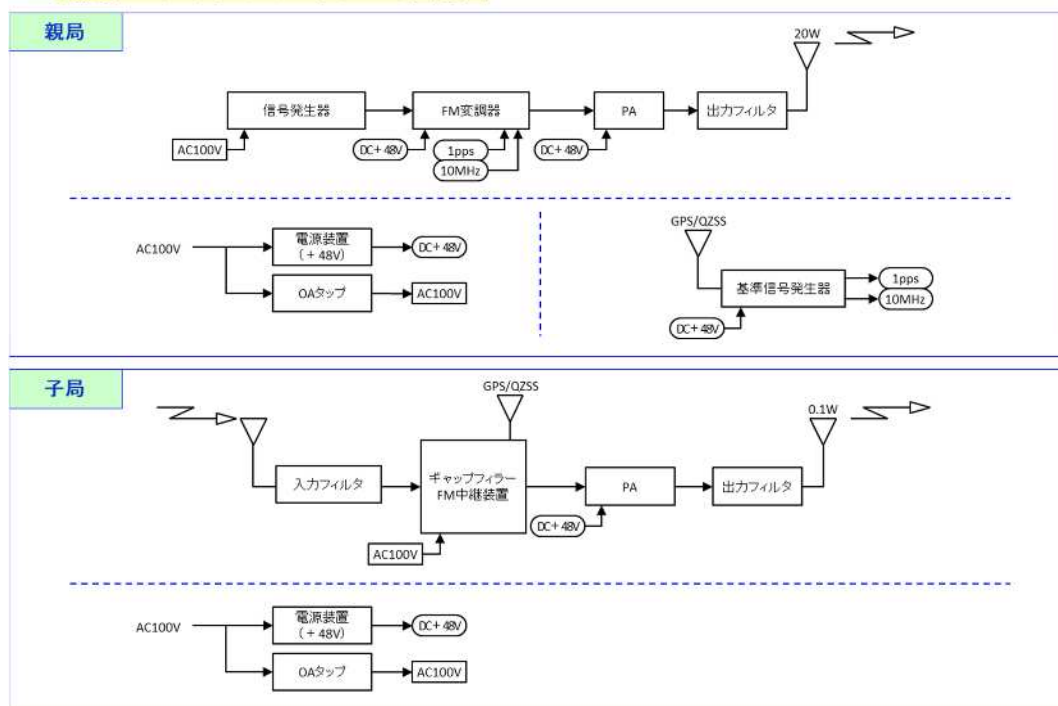 親局
20W
信号発生器
FM変調器
PA
出力フィルタ
AC100V
DC+48V
1pps
10MHz
DC+48V
AC100V
電源装置
(+48V)
DC+48V
OAタップ
AC100V
GPS/QZSS
基準信号発生器
1pps
10MHz
DC+48V
子局
GPS/QZSS
0.1W
入力フィルタ
ギャップフィラー
FM中継装置
PA
出力フィルタ
DC+48V
AC100V
AC100V
電源装置
(+48V)
DC+48V
OAタップ
AC100V